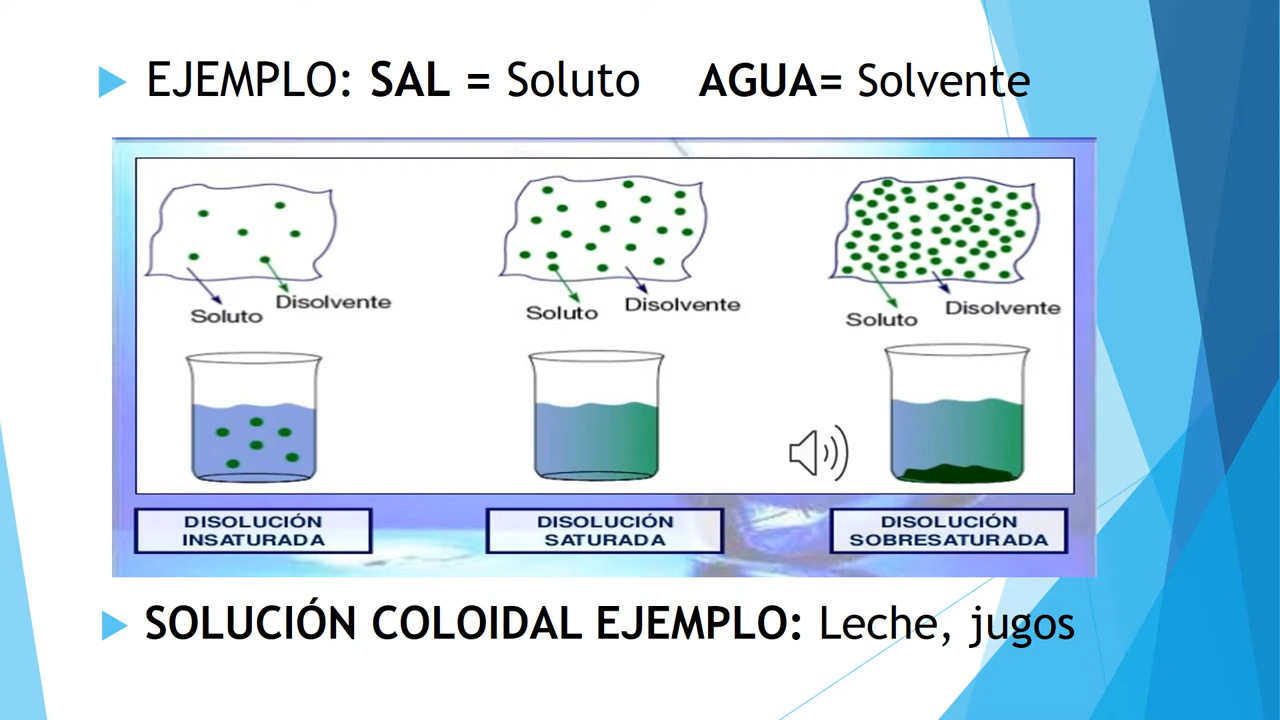 EJEMPLO: SAL = Soluto AGUA= Solvente
Soluto
Disolvente
Soluto
Disolvente
Soluto
Disolvente
DISOLUCIÓN
INSATURADA
DISOLUCIÓN
SATURADA
DISOLUCIÓN
SOBRESATURADA
SOLUCIÓN COLOIDAL EJEMPLO: Leche, jugos